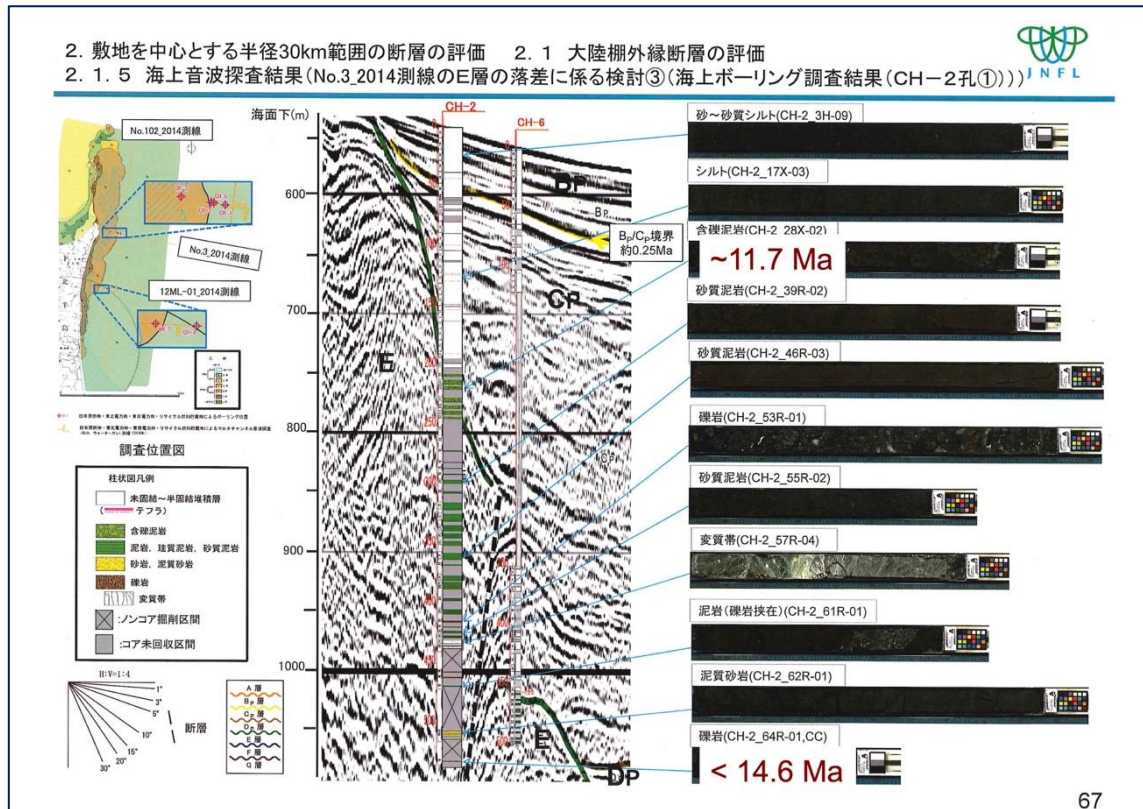 2. 敷地を中心とする半径30km範囲の断層の評価 2. 1 大陸棚外縁断層の評価
2. 1. 5 海上音波探査結果(No.3_2014測線のE層の落差に係る検討③(海上ボーリング調査結果(CH-2孔①)))
JNFL
No.102_2014測線
No.3_2014測線
12ML-01_2014測線
調査位置図
柱状図凡例
未固結~半固結堆積層
(テフラ)
含礫泥岩
泥岩, 珪質泥岩, 砂質泥岩
砂岩, 泥質砂岩
礫岩
変質帯
:ノンコア掘削区間
:コア未回収区間
H:V=1:4
1°
3°
5°
10°
15°
20°
30°
断層
A 層
BP 層
CP 層
DP 層
E 層
F 層
G 層
海面下(m)
CH-2
CH-6
600
700
800
900
1000
BP
BP
BP/CP境界
約0.25Ma
CP
E
E
DP
砂~砂質シルト(CH-2_3H-09)
シルト(CH-2_17X-03)
含礫泥岩(CH-2_28X-02)
~11.7 Ma
砂質泥岩(CH-2_39R-02)
砂質泥岩(CH-2_46R-03)
礫岩(CH-2_53R-01)
砂質泥岩(CH-2_55R-02)
変質帯(CH-2_57R-04)
泥岩(礫岩挟在)(CH-2_61R-01)
泥質砂岩(CH-2_62R-01)
礫岩(CH-2_64R-01,CC)
< 14.6 Ma
67